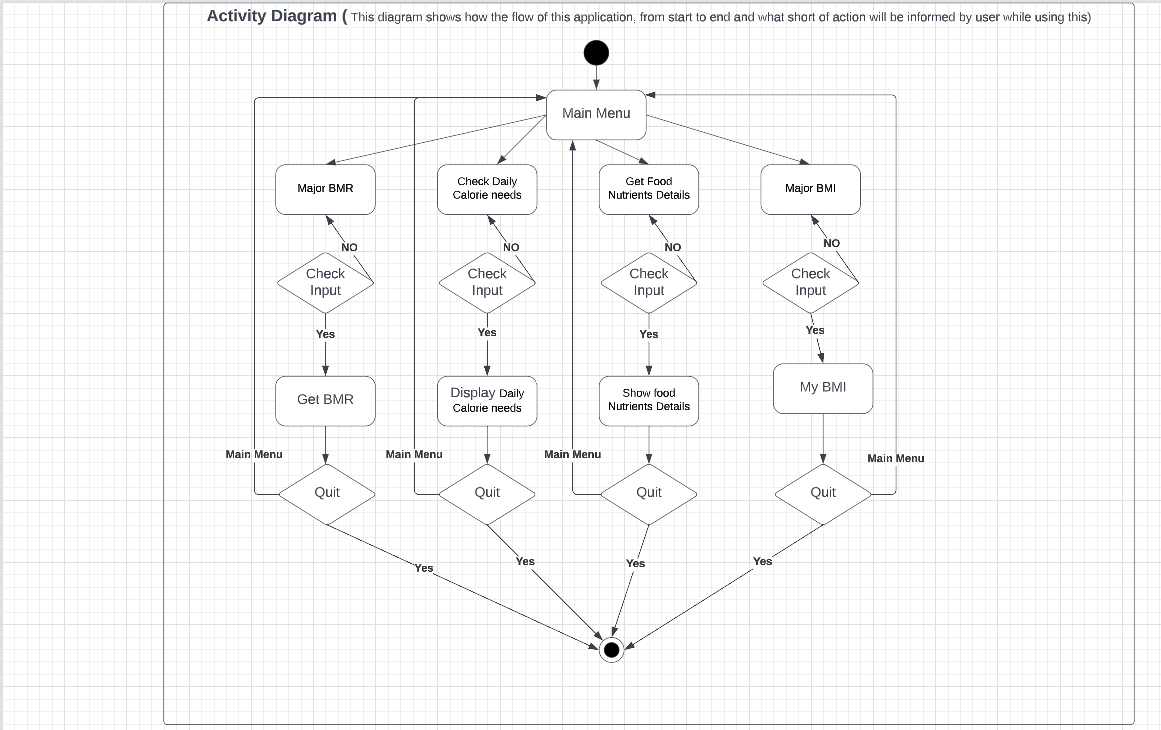 Activity Diagram ( This diagram shows how the flow of this application, from start to end and what short of action will be informed by user while using this)
Main Menu
Major BMR
Check Daily
Calorie needs
Get Food
Nutrients Details
Major BMI
NO
NO
NO
NO
Check
Input
Check
Input
Check
Input
Check
Input
Yes
Yes
Yes
Yes
Get BMR
Display Daily
Calorie needs
Show food
Nutrients Details
My BMI
Main Menu
Main Menu
Main Menu
Main Menu
Quit
Quit
Quit
Quit
Yes
Yes
Yes
Yes